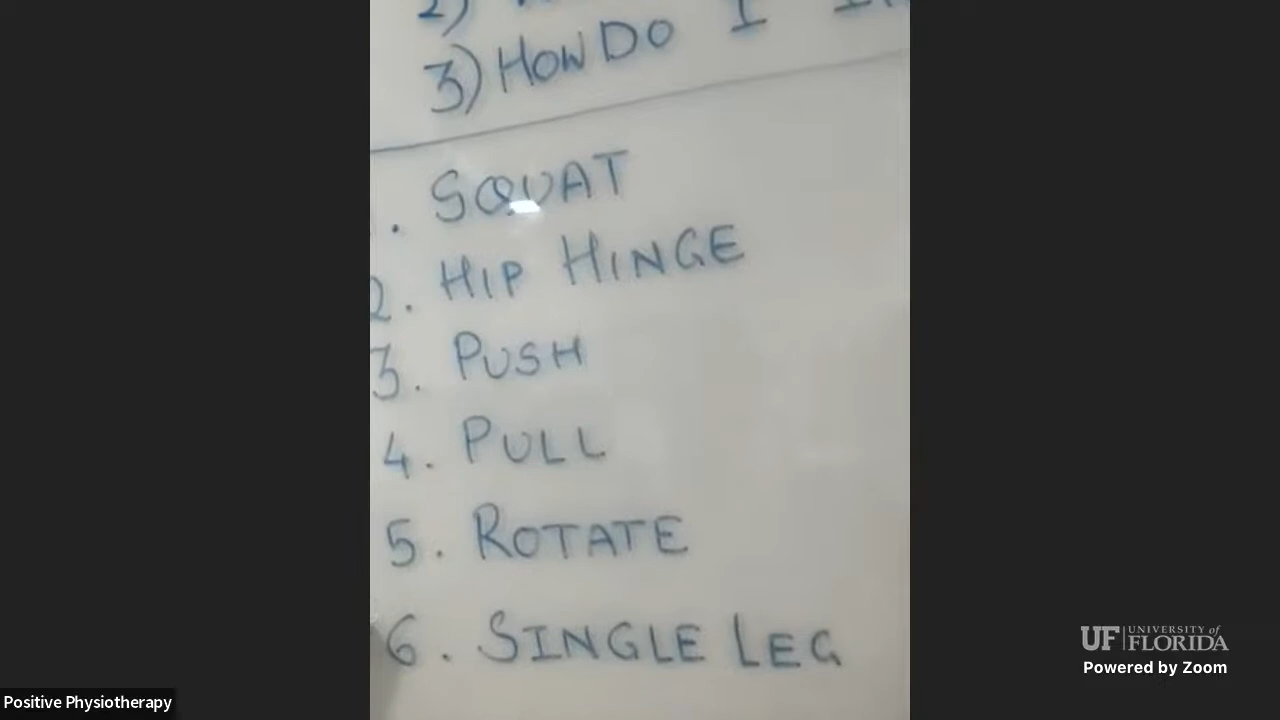 2)
3) HOW DO I
. SQUAT
2. HIP HINGE
3. PUSH
4. PULL
5. ROTATE
6. SINGLE LEG
UF UNIVERSITY of FLORIDA
Powered by Zoom
Positive Physiotherapy